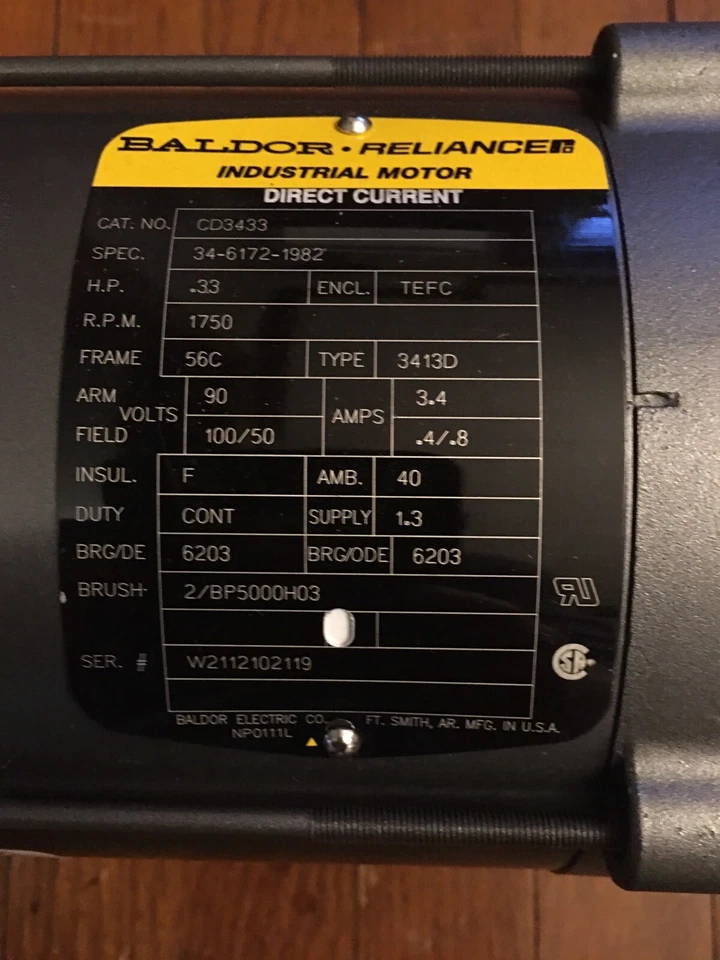 BALDOR • RELIANCE
INDUSTRIAL MOTOR
DIRECT CURRENT
CAT. NO. CD3433
SPEC. 34-6172-1982
H.P. .33 ENCL. TEFC
R.P.M. 1750
FRAME 56C TYPE 3413D
ARM 90 3.4
VOLTS AMPS
FIELD 100/50 .4/.8
INSUL. F AMB. 40
DUTY CONT SUPPLY 1.3
BRG/DE 6203 BRG/ODE 6203
BRUSH- 2/BP5000H03
SER. # W2112102119
BALDOR ELECTRIC CO. FT. SMITH, AR. MFG. IN U.S.A.
NP0111L